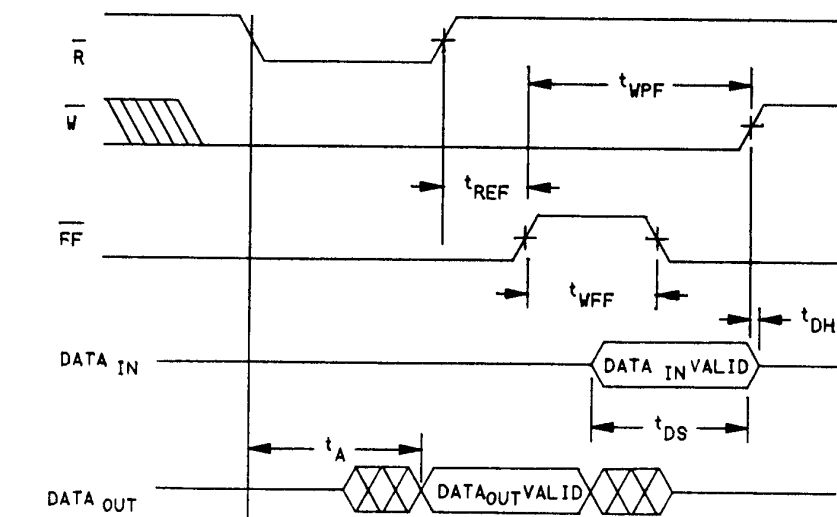 R
tWPF
W
tREF
FF
tWFF
tDH
DATA IN
DATA IN VALID
tDS
tA
DATA OUT
DATAOUT VALID